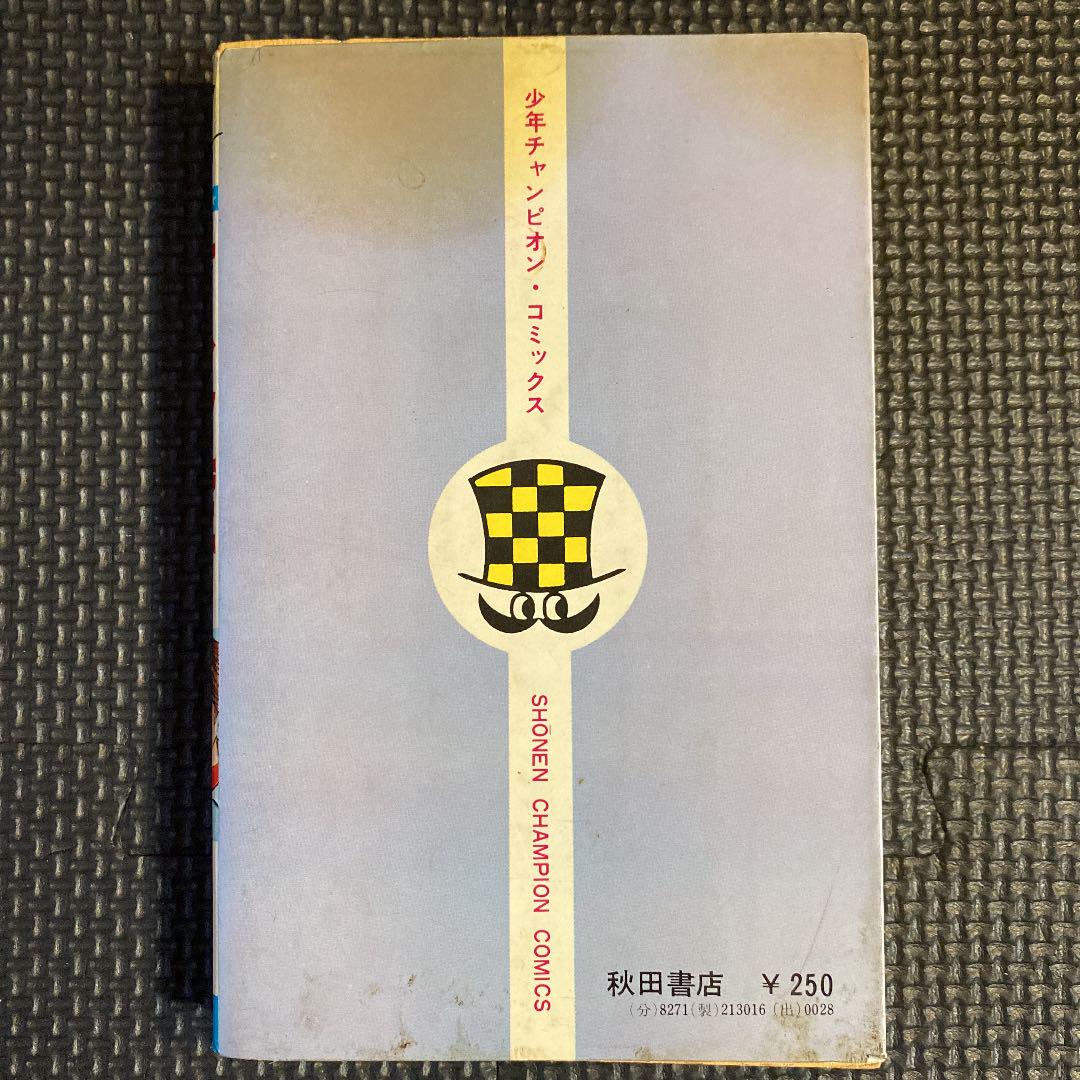 少年チャンピオン・コミックス
SHŌNEN CHAMPION COMICS
秋田書店 ¥250
(分)8271(製)213016(出)0028